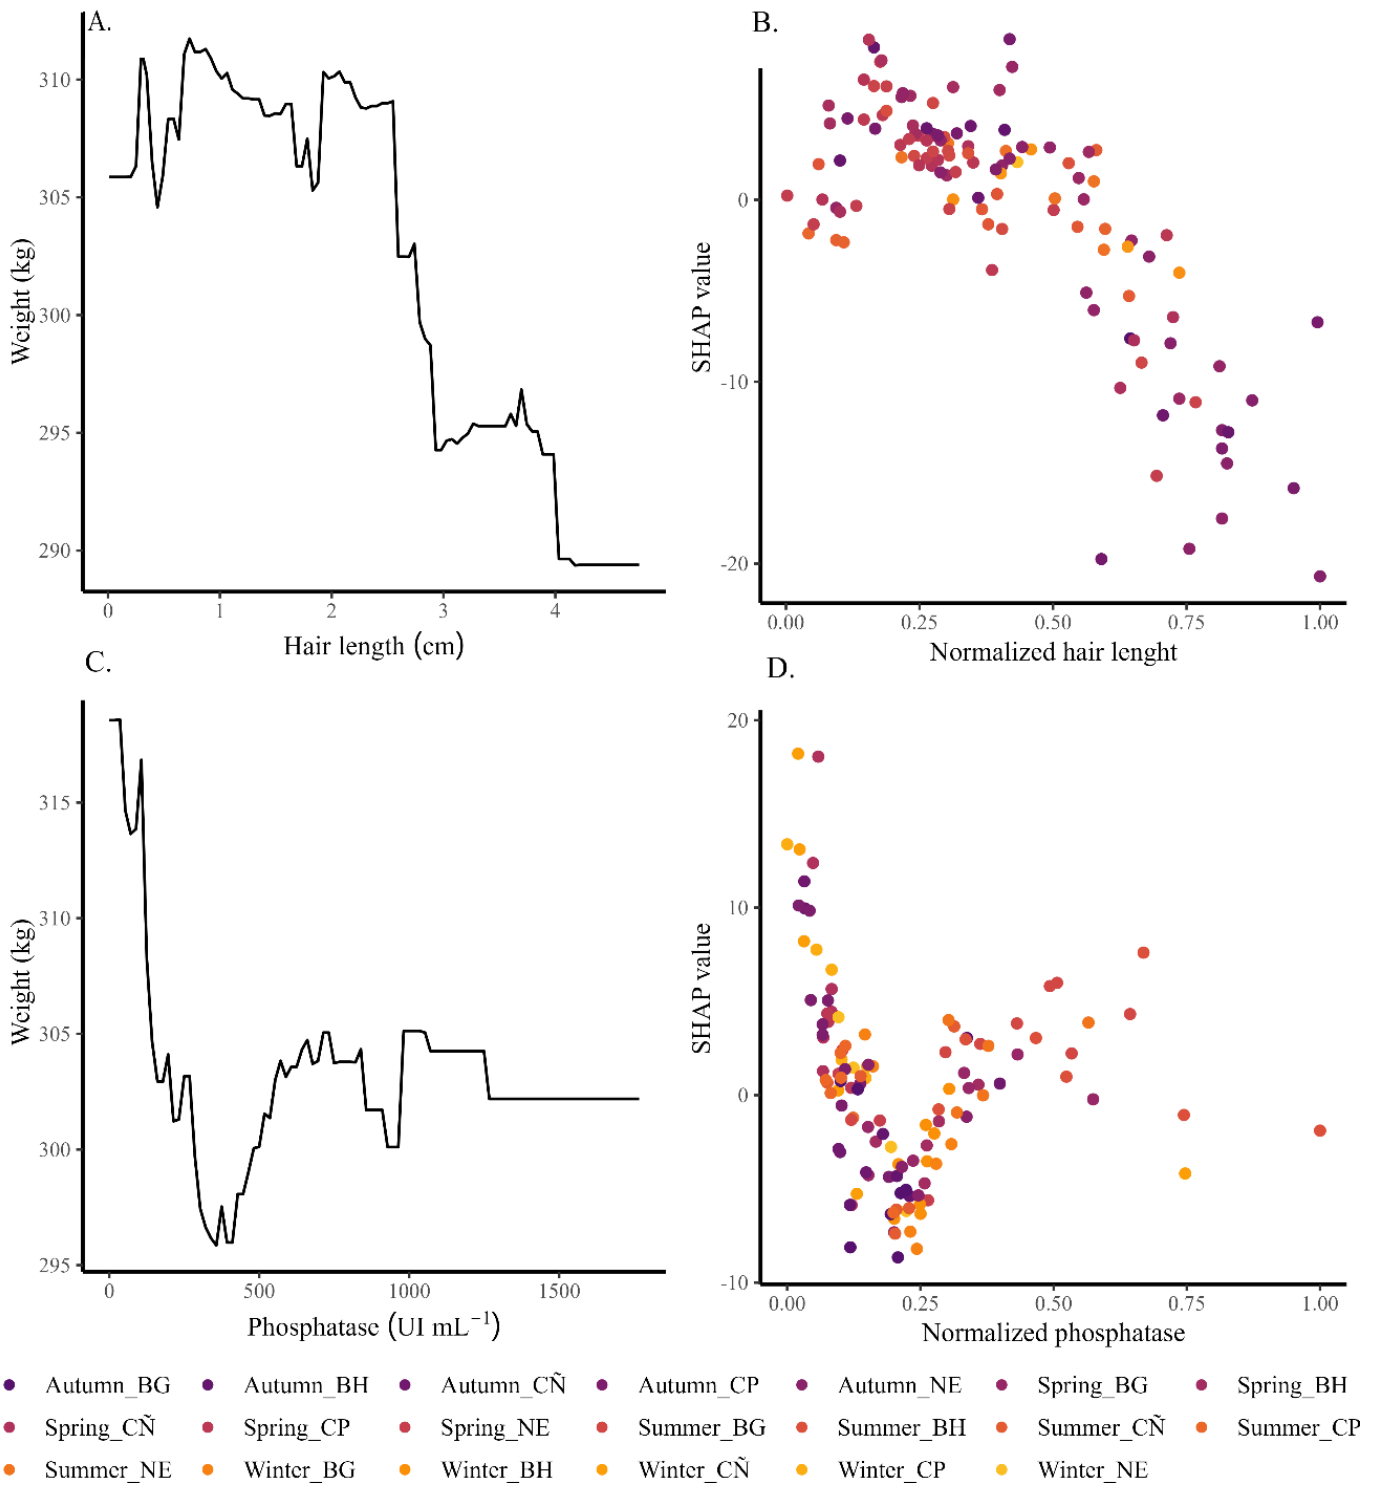 A.
310
305
300
295
290
Weight (kg)
0 1 2 3 4
Hair length (cm)
B.
0
-10
-20
SHAP value
0.00 0.25 0.50 0.75 1.00
Normalized hair lenght
C.
315
310
305
300
295
Weight (kg)
0 500 1000 1500
Phosphatase (UI mL⁻¹)
D.
20
10
0
-10
SHAP value
0.00 0.25 0.50 0.75 1.00
Normalized phosphatase
Autumn_BG Autumn_BH Autumn_CÑ Autumn_CP Autumn_NE Spring_BG Spring_BH
Spring_CÑ Spring_CP Spring_NE Summer_BG Summer_BH Summer_CÑ Summer_CP
Summer_NE Winter_BG Winter_BH Winter_CÑ Winter_CP Winter_NE